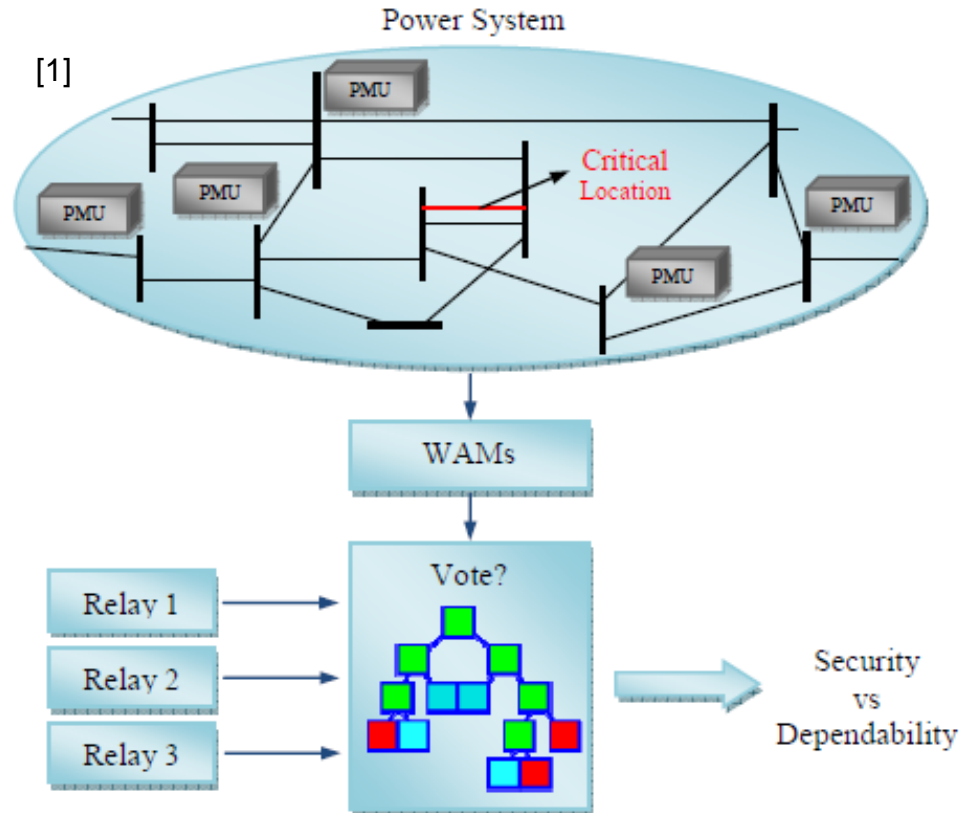 Power System
[1]
PMU
PMU
PMU
PMU
PMU
Critical
Location
WAMs
Vote?
Relay 1
Relay 2
Relay 3
Security
vs
Dependability